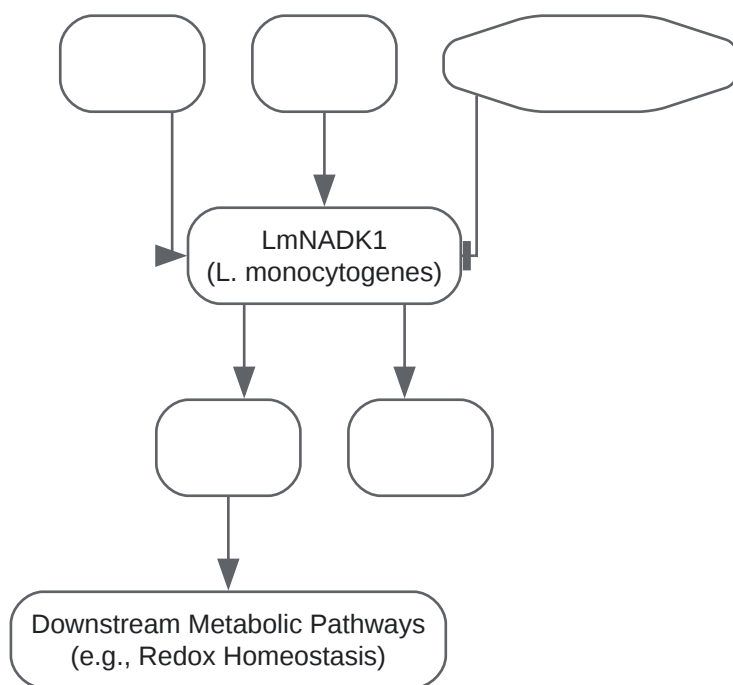 LmNADK1
(L. monocytogenes)
Downstream Metabolic Pathways
(e.g., Redox Homeostasis)